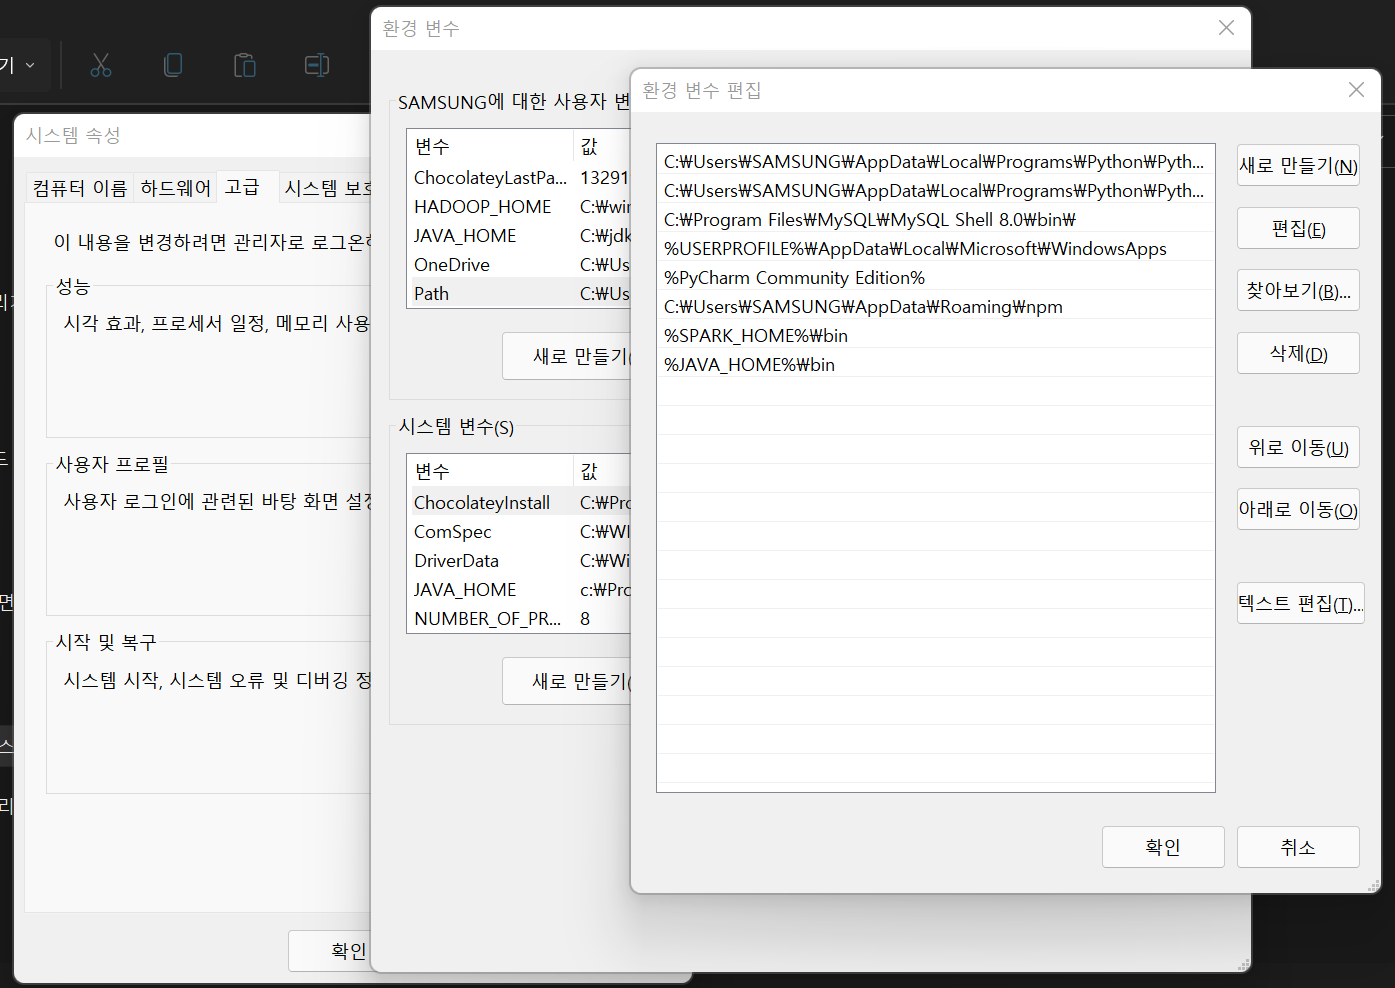 기
환경 변수
환경 변수 편집
시스템 속성
컴퓨터 이름
하드웨어
고급
시스템 보호
이 내용을 변경하려면 관리자로 로그온해
성능
시각 효과, 프로세서 일정, 메모리 사용
사용자 프로필
사용자 로그인에 관련된 바탕 화면 설정
시작 및 복구
시스템 시작, 시스템 오류 및 디버깅 정
확인
SAMSUNG에 대한 사용자 변
변수 값
ChocolateyLastPa... 13291
HADOOP_HOME C:₩win
JAVA_HOME C:₩jdk
OneDrive C:₩Us
Path C:₩Us
새로 만들기(
시스템 변수(S)
변수 값
ChocolateyInstall C:₩Pro
ComSpec C:₩WI
DriverData C:₩Wi
JAVA_HOME c:₩Pro
NUMBER_OF_PR... 8
새로 만들기(
C:₩Users₩SAMSUNG₩AppData₩Local₩Programs₩Python₩Pyth...
C:₩Users₩SAMSUNG₩AppData₩Local₩Programs₩Python₩Pyth...
C:₩Program Files₩MySQL₩MySQL Shell 8.0₩bin₩
%USERPROFILE%₩AppData₩Local₩Microsoft₩WindowsApps
%PyCharm Community Edition%
C:₩Users₩SAMSUNG₩AppData₩Roaming₩npm
%SPARK_HOME%₩bin
%JAVA_HOME%₩bin
새로 만들기(N)
편집(E)
찾아보기(B)...
삭제(D)
위로 이동(U)
아래로 이동(O)
텍스트 편집(T)...
확인
취소